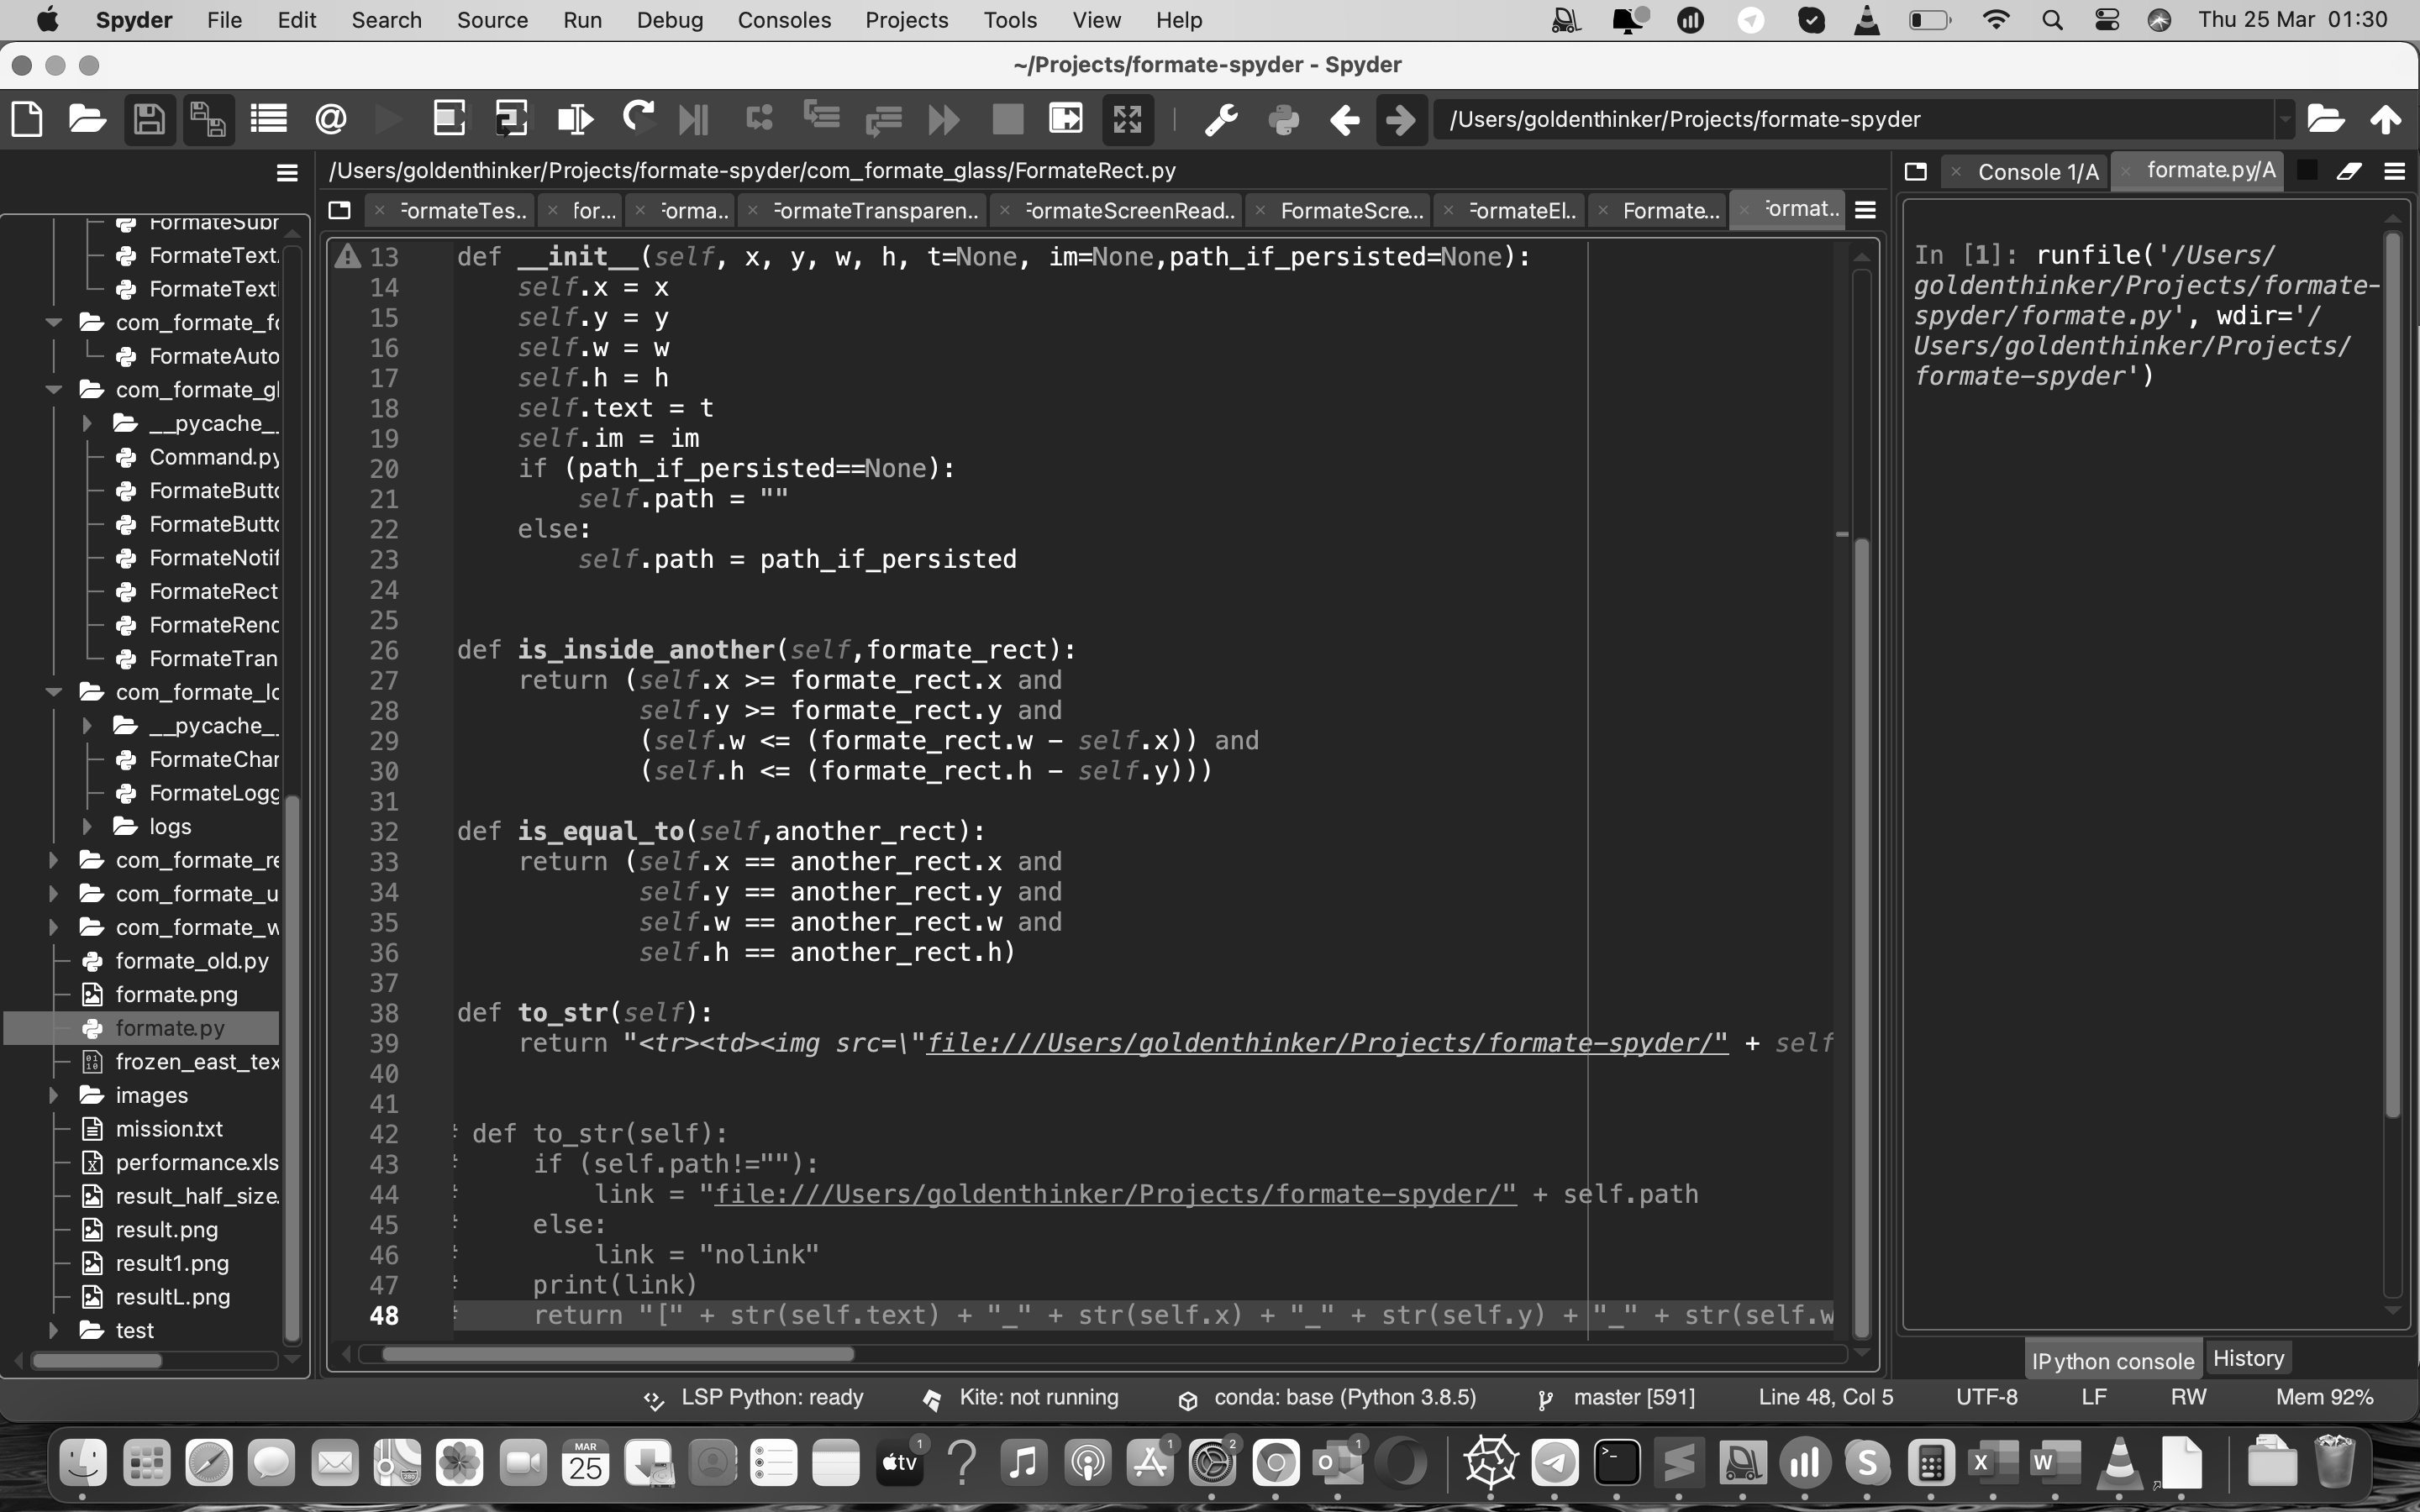 Spyder File Edit Search Source Run Debug Consoles Projects Tools View Help Thu 25 Mar 01:30
~/Projects/formate-spyder - Spyder
/Users/goldenthinker/Projects/formate-spyder
/Users/goldenthinker/Projects/formate-spyder/com_formate_glass/FormateRect.py
Console 1/A formate.py/A
FormateTes.. for... forma.. FormateTransparen.. FormateScreenRead.. FormateScre... FormateEl.. Formate... Format..
FormateSubr
FormateText.
FormateTextl
com_formate_fo
FormateAuto
com_formate_gl
__pycache__
Command.py
FormateButto
FormateButto
FormateNotif
FormateRect
FormateRend
FormateTran
com_formate_lo
__pycache__
FormateChar
FormateLogg
logs
com_formate_re
com_formate_u
com_formate_w
formate_old.py
formate.png
formate.py
frozen_east_tex
images
mission.txt
performance.xls
result_half_size.
result.png
result1.png
resultL.png
test
13 def __init__(self, x, y, w, h, t=None, im=None,path_if_persisted=None):
14 self.x = x
15 self.y = y
16 self.w = w
17 self.h = h
18 self.text = t
19 self.im = im
20 if (path_if_persisted==None):
21 self.path = ""
22 else:
23 self.path = path_if_persisted
24
25
26 def is_inside_another(self,formate_rect):
27 return (self.x >= formate_rect.x and
28 self.y >= formate_rect.y and
29 (self.w <= (formate_rect.w - self.x)) and
30 (self.h <= (formate_rect.h - self.y)))
31
32 def is_equal_to(self,another_rect):
33 return (self.x == another_rect.x and
34 self.y == another_rect.y and
35 self.w == another_rect.w and
36 self.h == another_rect.h)
37
38 def to_str(self):
39 return "<tr><td><img src=\"file:///Users/goldenthinker/Projects/formate-spyder/" + self
40
41
42 # def to_str(self):
43 # if (self.path!=""):
44 # link = "file:///Users/goldenthinker/Projects/formate-spyder/" + self.path
45 # else:
46 # link = "nolink"
47 # print(link)
48 # return "[" + str(self.text) + "_" + str(self.x) + "_" + str(self.y) + "_" + str(self.w
In [1]: runfile('/Users/
goldenthinker/Projects/formate-
spyder/formate.py', wdir='/
Users/goldenthinker/Projects/
formate-spyder')
IPython console History
LSP Python: ready Kite: not running conda: base (Python 3.8.5) master [591] Line 48, Col 5 UTF-8 LF RW Mem 92%
MAR
25
tv
1
1
2
1